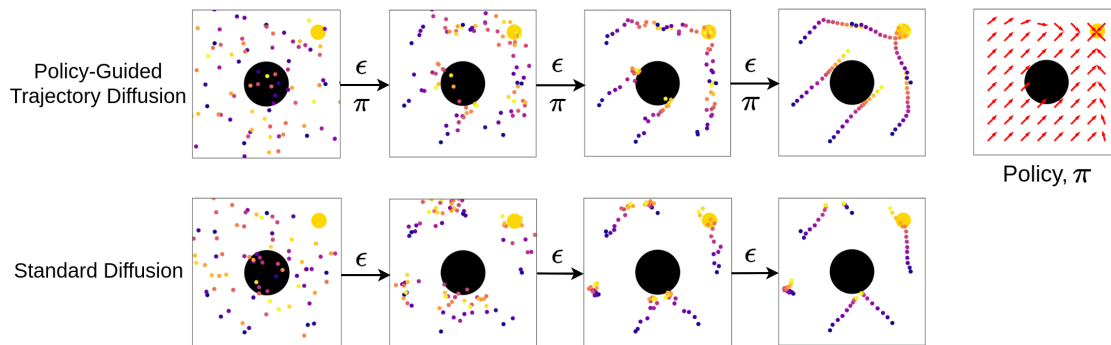 Policy-Guided
Trajectory Diffusion
ϵ
π
ϵ
π
ϵ
π
Policy, π
Standard Diffusion
ϵ
ϵ
ϵ